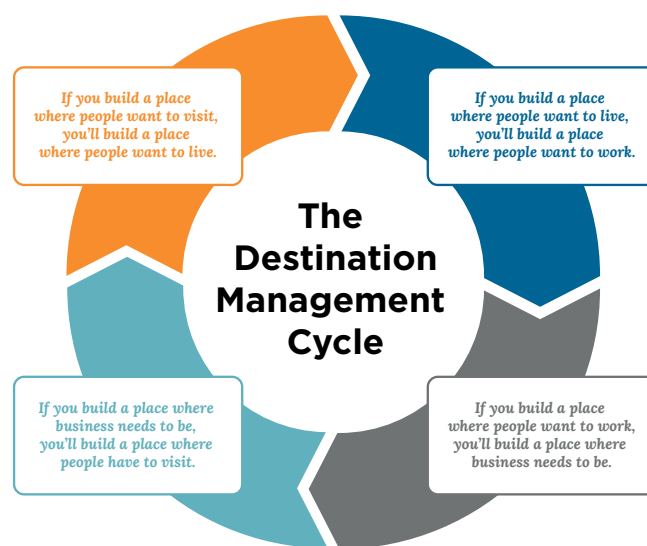 If you build a place
where people want to visit,
you'll build a place
where people want to live.
If you build a place
where people want to live,
you'll build a place
where people want to work.
The
Destination
Management
Cycle
If you build a place where
business needs to be,
you'll build a place where
people have to visit.
If you build a place
where people want to work,
you'll build a place where
business needs to be.